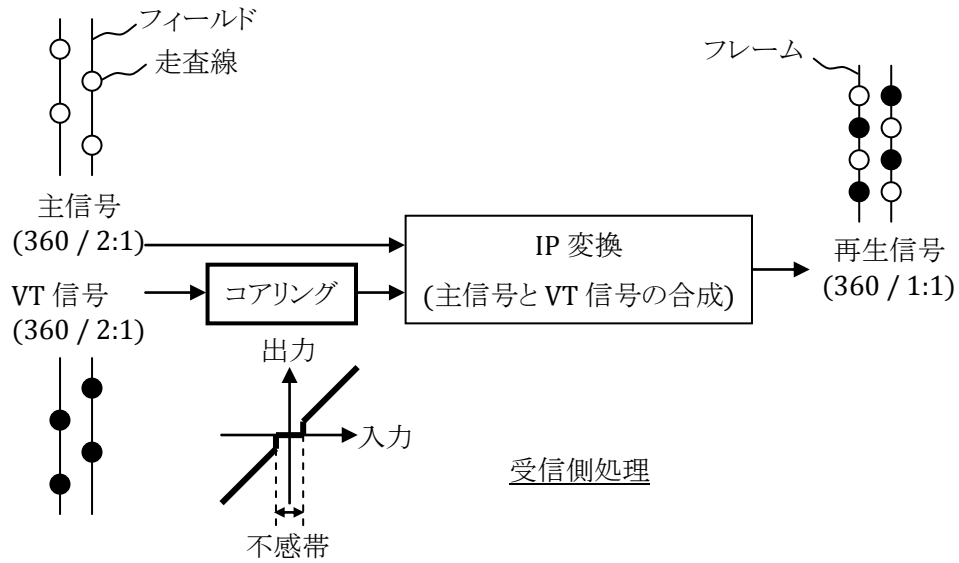 フィールド
走査線
フレーム
主信号
(360 / 2:1)
IP 変換
(主信号と VT 信号の合成)
再生信号
(360 / 1:1)
VT 信号
(360 / 2:1)
コアリング
出力
入力
受信側処理
不感帯